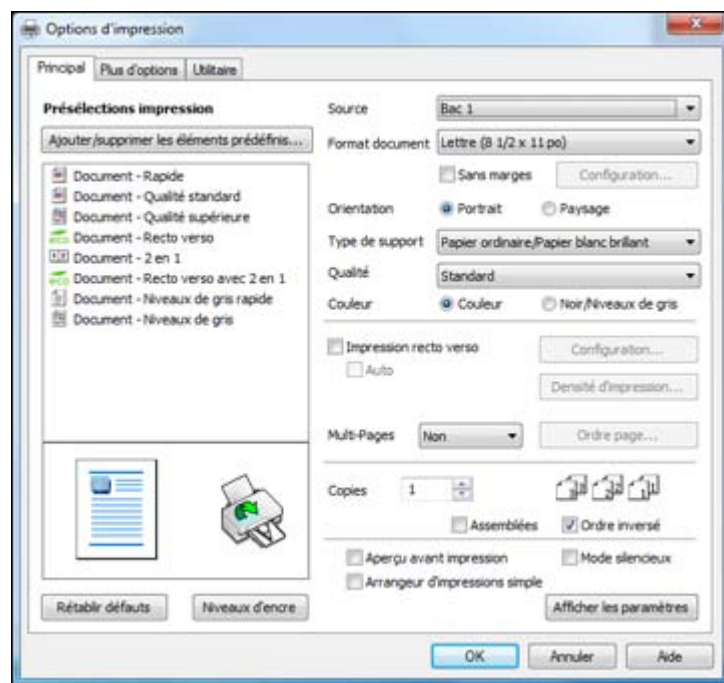 Options d'impression
Principal Plus d'options Utilitaire
Présélections impression
Ajouter/supprimer les éléments prédéfinis...
Document - Rapide
Document - Qualité standard
Document - Qualité supérieure
Document - Recto verso
Document - 2 en 1
Document - Recto verso avec 2 en 1
Document - Niveaux de gris rapide
Document - Niveaux de gris
Rétablir défauts Niveaux d'encre
Source Bac 1
Format document Lettre (8 1/2 x 11 po)
Sans marges Configuration...
Orientation Portrait Paysage
Type de support Papier ordinaire/Papier blanc brillant
Qualité Standard
Couleur Couleur Noir/Niveaux de gris
Impression recto verso Configuration...
Auto
Densité d'impression...
Multi-Pages Non Ordre page...
Copies 1
Assemblées Ordre inversé
Aperçu avant impression Mode silencieux
Arrangeur d'impressions simple
Afficher les paramètres
OK Annuler Aide